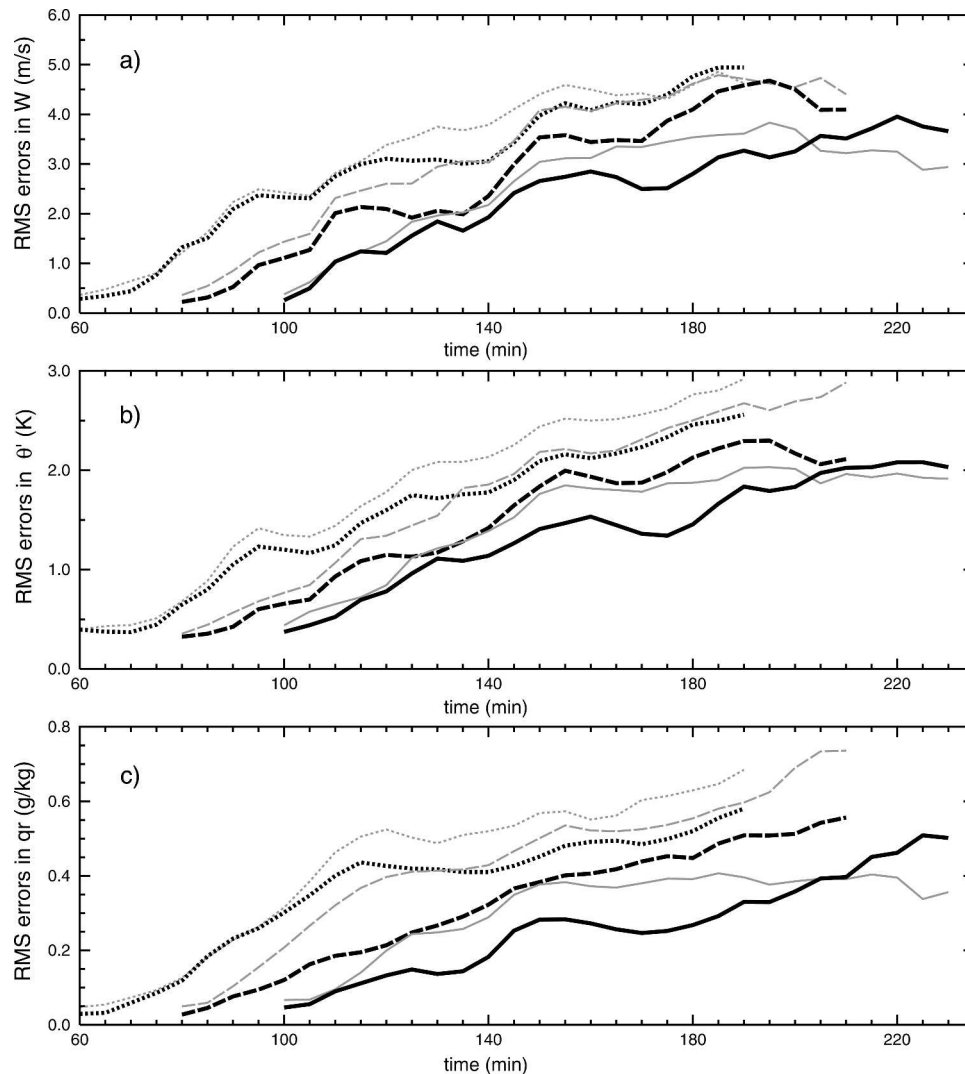 a)
RMS errors in W (m/s)
5.0
4.0
3.0
2.0
1.0
0.0
60 100 140 180 220
time (min)
b)
RMS errors in θ' (K)
3.0
2.0
1.0
0.0
60 100 140 180 220
time (min)
c)
RMS errors in qr (g/kg)
0.8
0.6
0.4
0.2
0.0
60 100 140 180 220
time (min)